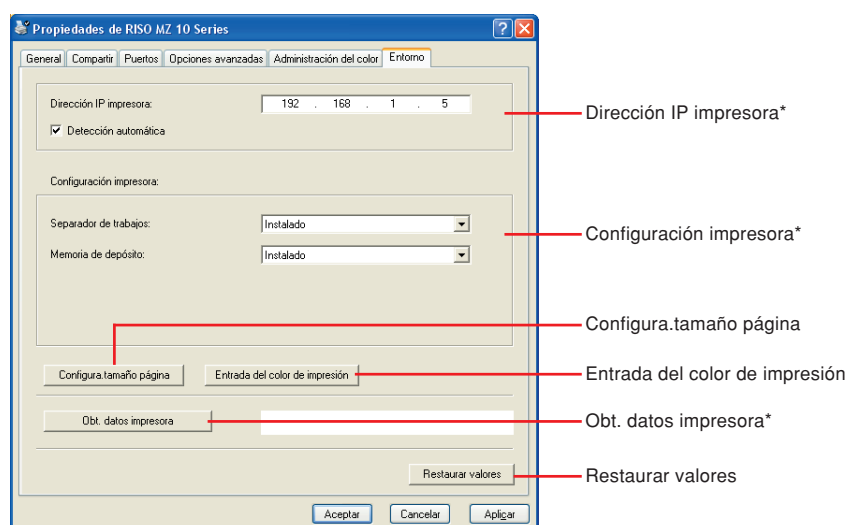 Propiedades de RISO MZ 10 Series
General Compartir Puertos Opciones avanzadas Administración del color Entorno
Dirección IP impresora: 192 . 168 . 1 . 5
Detección automática
Configuración impresora:
Separador de trabajos: Instalado
Memoria de depósito: Instalado
Configura.tamaño página Entrada del color de impresión
Obt. datos impresora
Restaurar valores
Aceptar Cancelar Aplicar
Dirección IP impresora*
Configuración impresora*
Configura.tamaño página
Entrada del color de impresión
Obt. datos impresora*
Restaurar valores